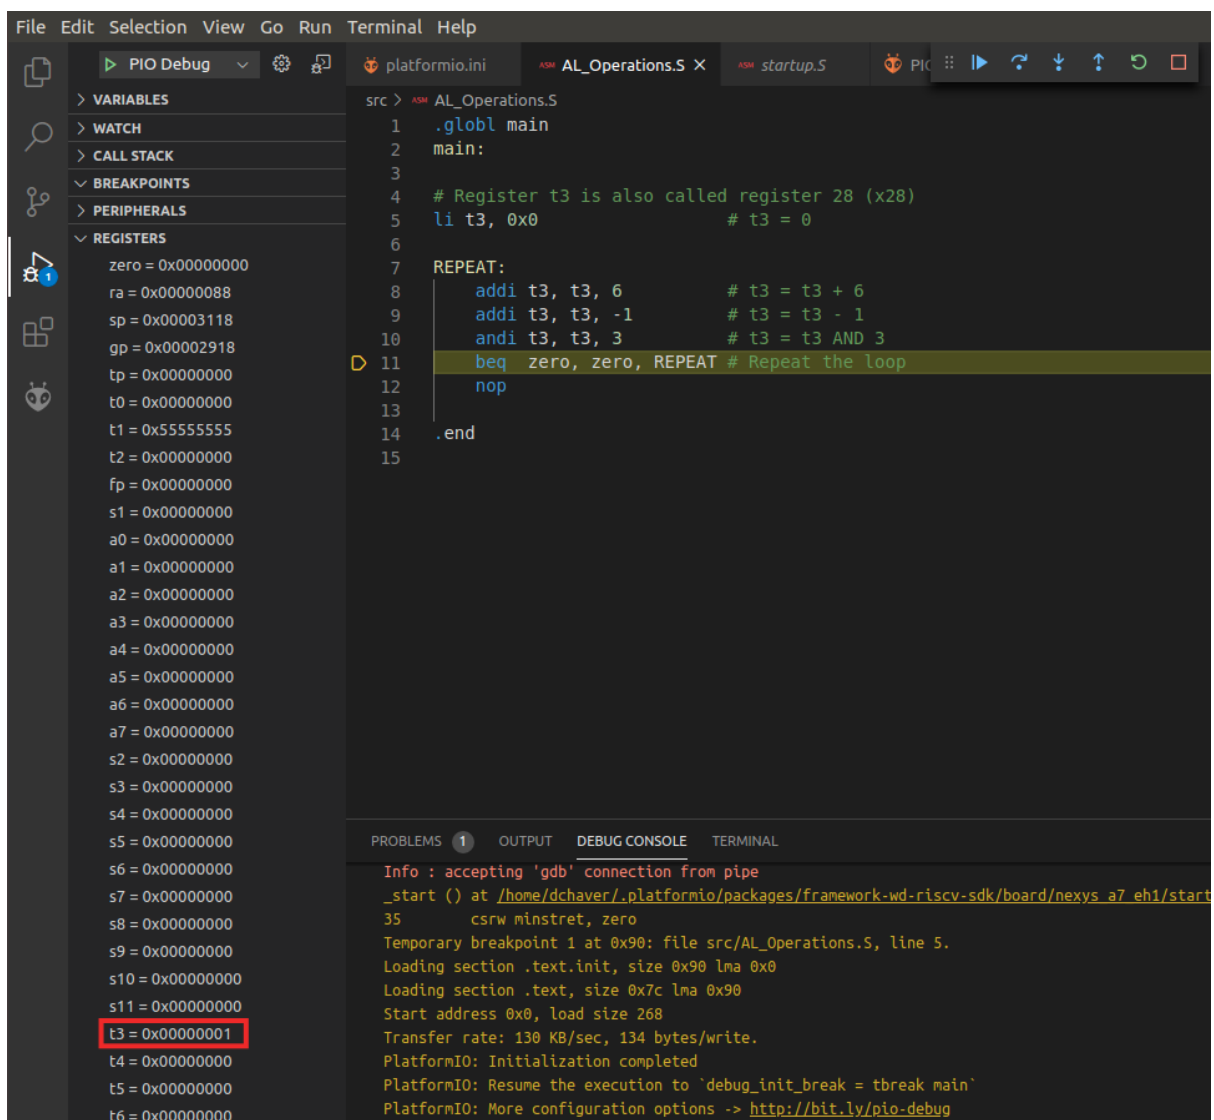 File Edit Selection View Go Run Terminal Help
PIO Debug
platformio.ini
ASM AL_Operations.S
ASM startup.S
src > ASM AL_Operations.S
VARIABLES
WATCH
CALL STACK
BREAKPOINTS
PERIPHERALS
REGISTERS
zero = 0x00000000
ra = 0x00000088
sp = 0x00003118
gp = 0x00002918
tp = 0x00000000
t0 = 0x00000000
t1 = 0x55555555
t2 = 0x00000000
fp = 0x00000000
s1 = 0x00000000
a0 = 0x00000000
a1 = 0x00000000
a2 = 0x00000000
a3 = 0x00000000
a4 = 0x00000000
a5 = 0x00000000
a6 = 0x00000000
a7 = 0x00000000
s2 = 0x00000000
s3 = 0x00000000
s4 = 0x00000000
s5 = 0x00000000
s6 = 0x00000000
s7 = 0x00000000
s8 = 0x00000000
s9 = 0x00000000
s10 = 0x00000000
s11 = 0x00000000
t3 = 0x00000001
t4 = 0x00000000
t5 = 0x00000000
t6 = 0x00000000
1
1 .globl main
2 main:
3
4 # Register t3 is also called register 28 (x28)
5 li t3, 0x0 # t3 = 0
6
7 REPEAT:
8 addi t3, t3, 6 # t3 = t3 + 6
9 addi t3, t3, -1 # t3 = t3 - 1
10 andi t3, t3, 3 # t3 = t3 AND 3
11 beq zero, zero, REPEAT # Repeat the loop
12 nop
13
14 .end
15
PROBLEMS 1 OUTPUT DEBUG CONSOLE TERMINAL
Info : accepting 'gdb' connection from pipe
_start () at /home/dchaver/.platformio/packages/framework-wd-riscv-sdk/board/nexys_a7_eh1/start
35 csrw minstret, zero
Temporary breakpoint 1 at 0x90: file src/AL_Operations.S, line 5.
Loading section .text.init, size 0x90 lma 0x0
Loading section .text, size 0x7c lma 0x90
Start address 0x0, load size 268
Transfer rate: 130 KB/sec, 134 bytes/write.
PlatformIO: Initialization completed
PlatformIO: Resume the execution to `debug_init_break = tbreak main`
PlatformIO: More configuration options -> http://bit.ly/pio-debug